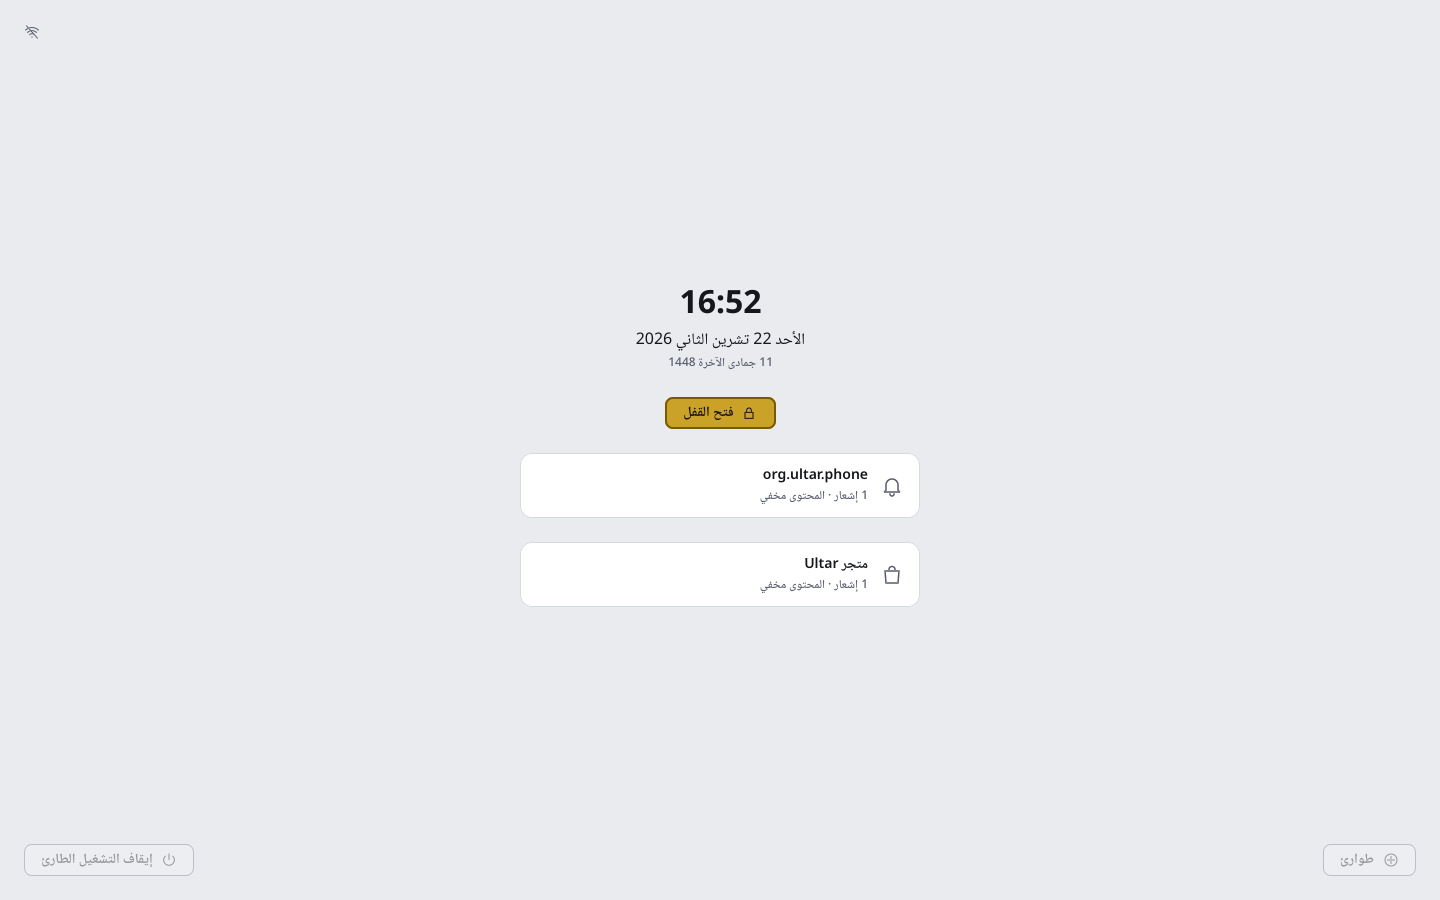 16:52
الأحد 22 تشرين الثاني 2026
11 جمادى الآخرة 1448
فتح القفل
org.ultar.phone
1 إشعار · المحتوى مخفي
متجر Ultar
1 إشعار · المحتوى مخفي
طوارئ
إيقاف التشغيل الطارئ